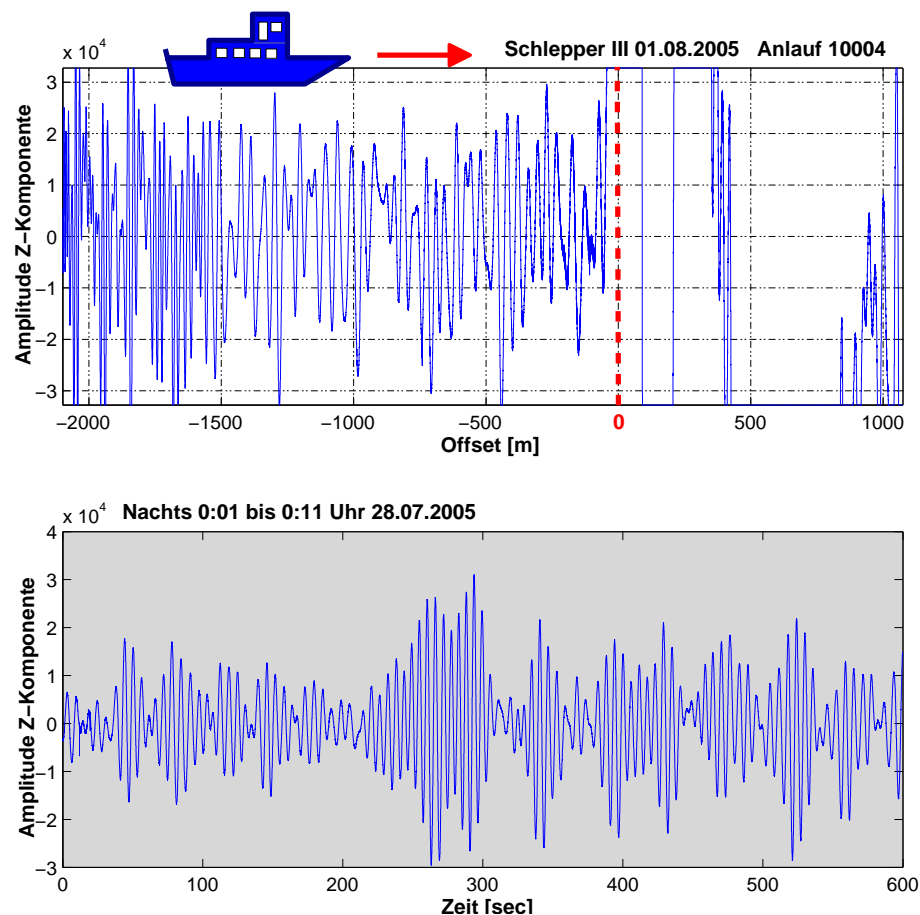 x 10^4
Schlepper III 01.08.2005 Anlauf 10004
Amplitude Z−Komponente
3
2
1
0
−1
−2
−3
−2000 −1500 −1000 −500 0 500 1000
Offset [m]
x 10^4
Nachts 0:01 bis 0:11 Uhr 28.07.2005
Amplitude Z−Komponente
4
3
2
1
0
−1
−2
−3
0 100 200 300 400 500 600
Zeit [sec]